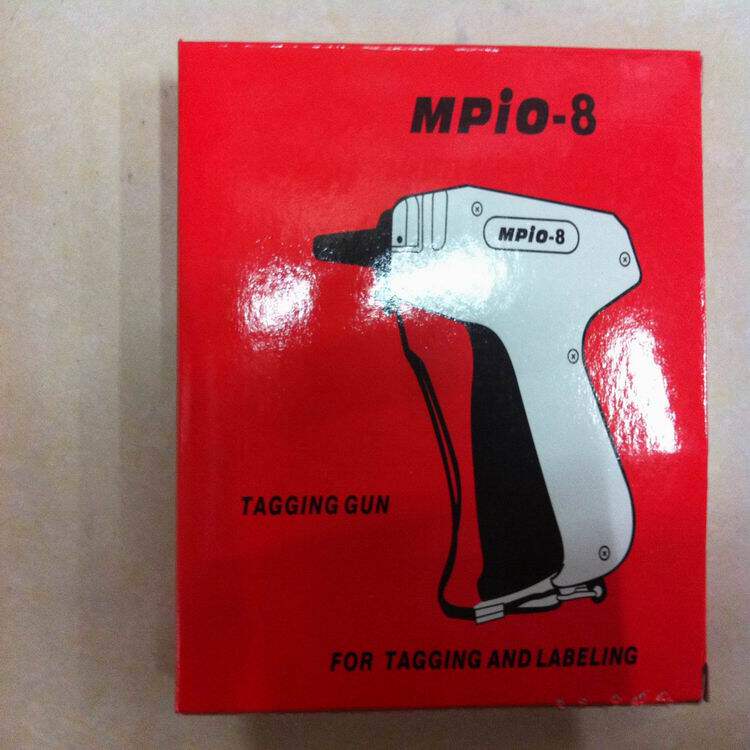 MPiO-8
MPiO-8
TAGGING GUN
FOR TAGGING AND LABELING